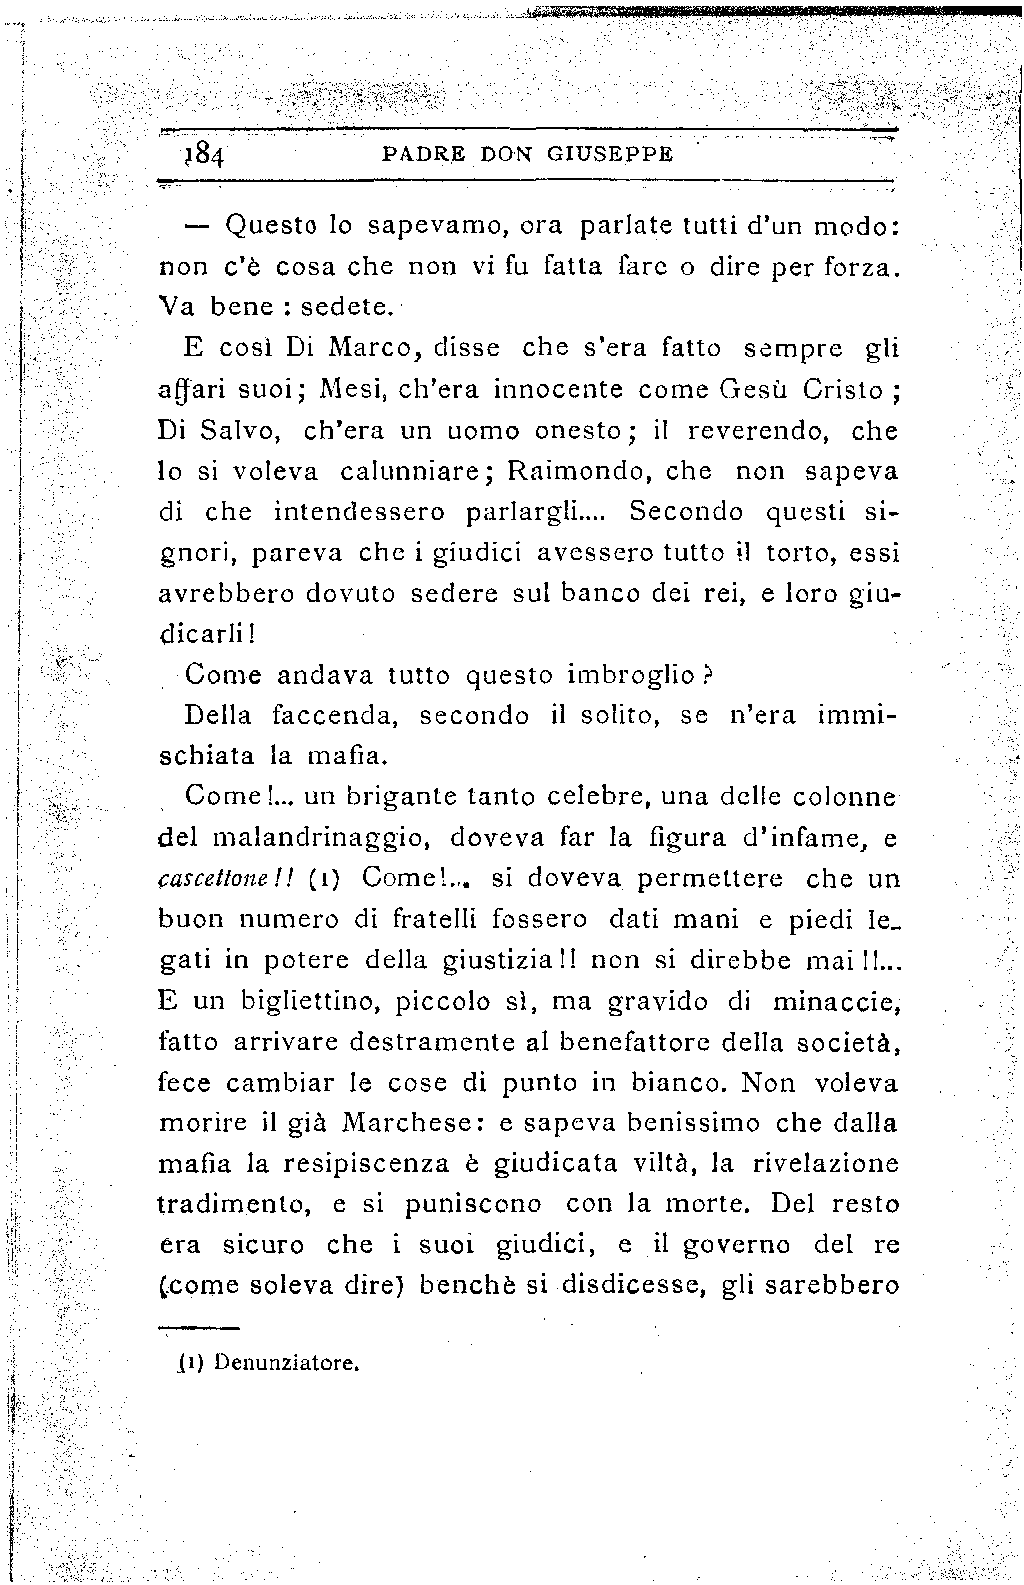 184 PADRE DON GIUSEPPE
— Questo lo sapevamo, ora parlate tutti d'un modo:
non c'è cosa che non vi fu fatta fare o dire per forza.
Va bene : sedete.
E così Di Marco, disse che s'era fatto sempre gli
affari suoi; Mesi, ch'era innocente come Gesù Cristo ;
Di Salvo, ch'era un uomo onesto; il reverendo, che
lo si voleva calunniare; Raimondo, che non sapeva
di che intendessero parlargli.... Secondo questi si-
gnori, pareva che i giudici avessero tutto il torto, essi
avrebbero dovuto sedere sul banco dei rei, e loro giu-
dicarli!
Come andava tutto questo imbroglio ?
Della faccenda, secondo il solito, se n'era immi-
schiata la mafia.
Come!... un brigante tanto celebre, una delle colonne
del malandrinaggio, doveva far la figura d'infame, e
cascettone!! (1) Come!... si doveva permettere che un
buon numero di fratelli fossero dati mani e piedi le-
gati in potere della giustizia!! non si direbbe mai!!...
E un bigliettino, piccolo sì, ma gravido di minaccie,
fatto arrivare destramente al benefattore della società,
fece cambiar le cose di punto in bianco. Non voleva
morire il già Marchese: e sapeva benissimo che dalla
mafia la resipiscenza è giudicata viltà, la rivelazione
tradimento, e si puniscono con la morte. Del resto
era sicuro che i suoi giudici, e il governo del re
(come soleva dire) benchè si disdicesse, gli sarebbero
(1) Denunziatore.